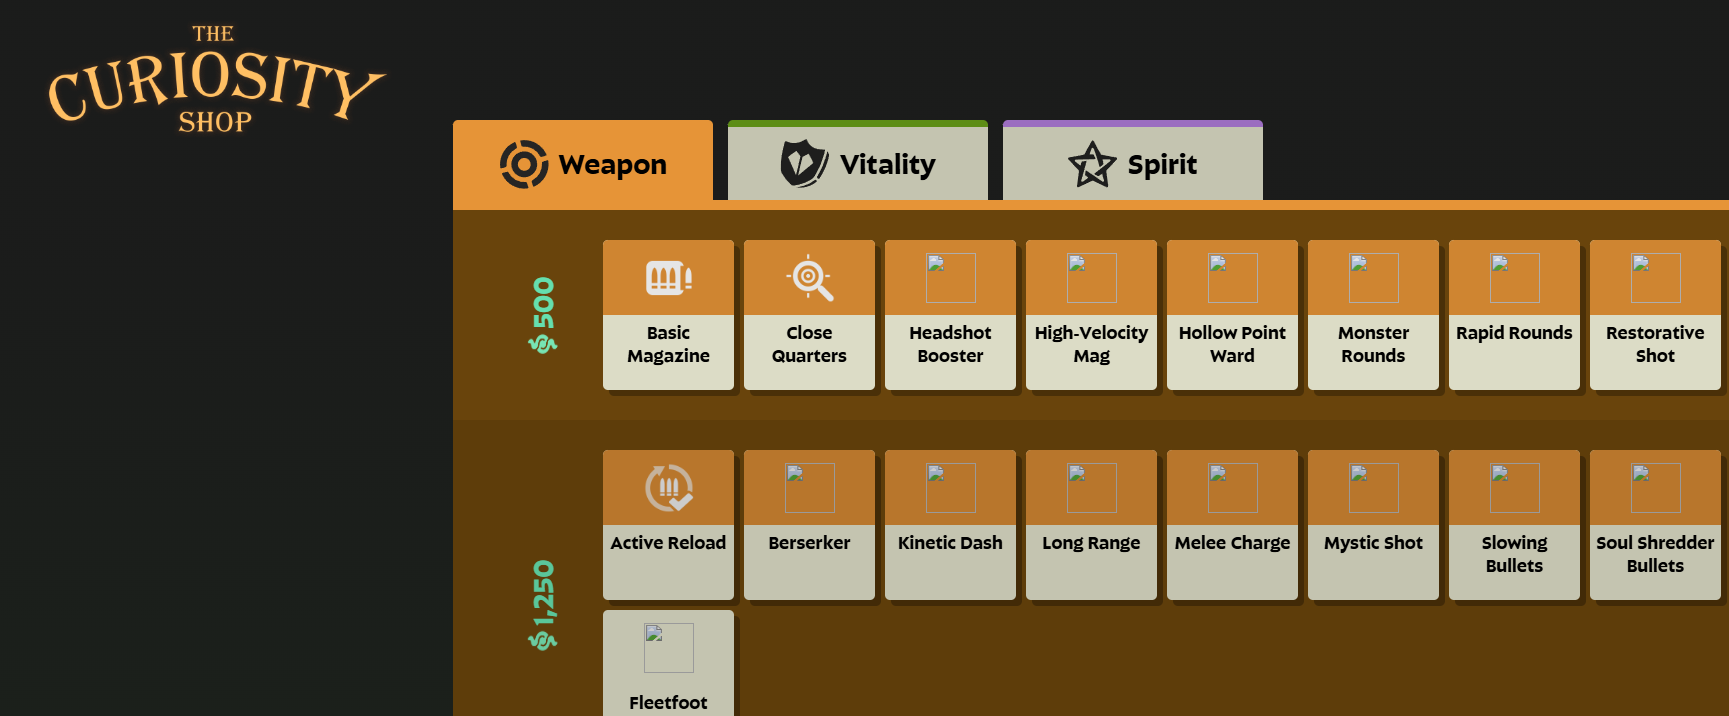 THE
CURIOSITY
SHOP
Weapon
Vitality
Spirit
500
Basic
Magazine
Close
Quarters
Headshot
Booster
High-Velocity
Mag
Hollow Point
Ward
Monster
Rounds
Rapid Rounds
Restorative
Shot
1,250
Active Reload
Berserker
Kinetic Dash
Long Range
Melee Charge
Mystic Shot
Slowing
Bullets
Soul Shredder
Bullets
Fleetfoot